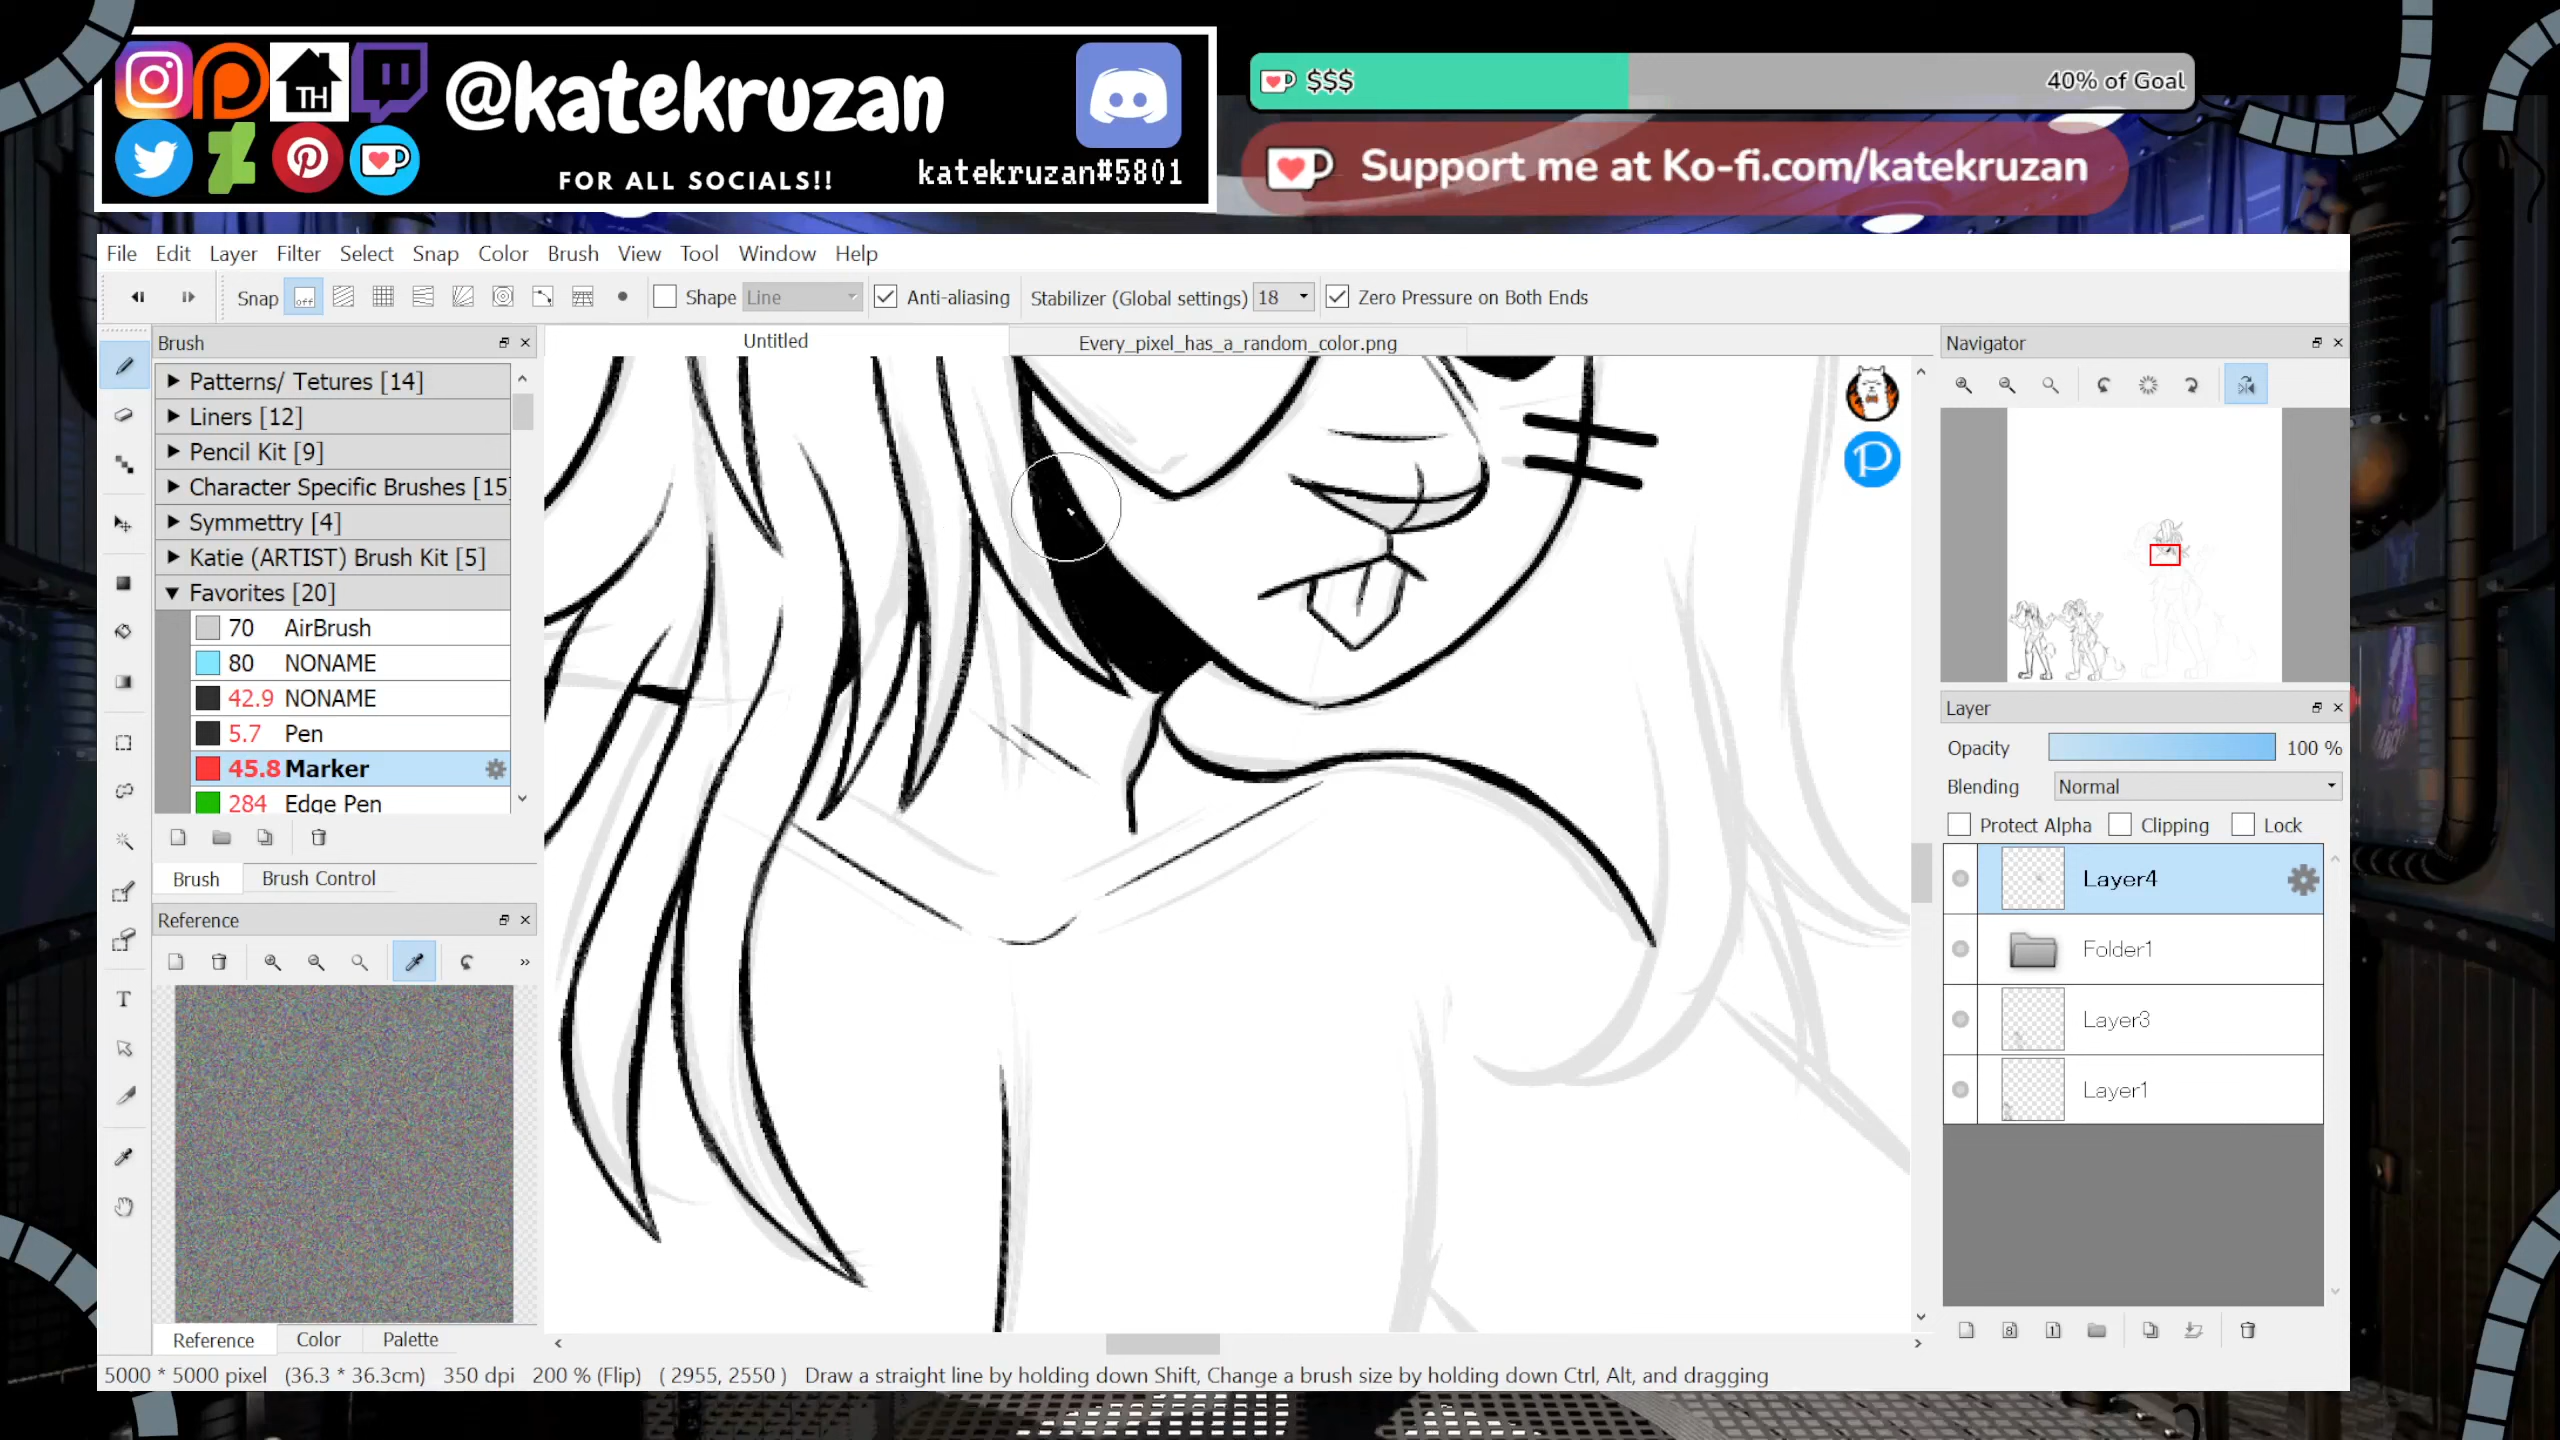 TH
@katekruzan
FOR ALL SOCIALS!!
katekruzan#5801
$$$
40% of Goal
Support me at Ko-fi.com/katekruzan
File Edit Layer Filter Select Snap Color Brush View Tool Window Help
Snap off Shape Line Anti-aliasing Stabilizer (Global settings) 18 Zero Pressure on Both Ends
Brush
Patterns/ Tetures [14]
Liners [12]
Pencil Kit [9]
Character Specific Brushes [15]
Symmettry [4]
Katie (ARTIST) Brush Kit [5]
Favorites [20]
70 AirBrush
80 NONAME
42.9 NONAME
5.7 Pen
45.8 Marker
284 Edge Pen
Brush Brush Control
Reference
»
Reference Color Palette
Untitled
Every_pixel_has_a_random_color.png
Navigator
Layer
Opacity 100 %
Blending Normal
Protect Alpha Clipping Lock
Layer4
Folder1
Layer3
Layer1
5000 * 5000 pixel (36.3 * 36.3cm) 350 dpi 200 % (Flip) ( 2955, 2550 ) Draw a straight line by holding down Shift, Change a brush size by holding down Ctrl, Alt, and dragging